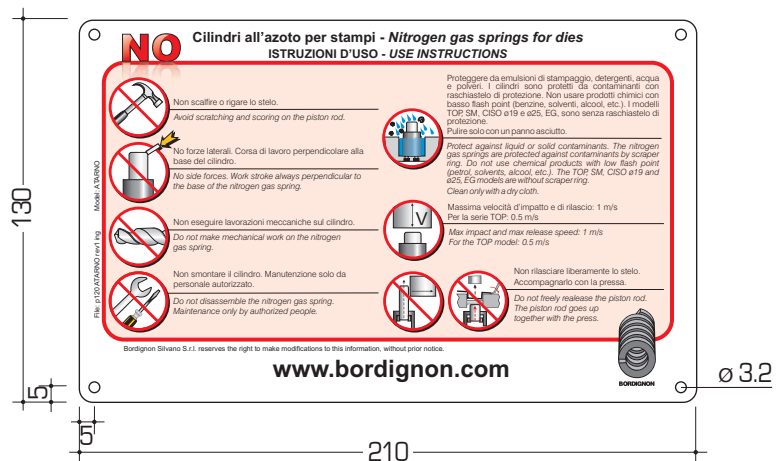 NO
Cilindri all'azoto per stampi - Nitrogen gas springs for dies
ISTRUZIONI D'USO - USE INSTRUCTIONS
Non scalfire o rigare lo stelo.
Avoid scratching and scoring on the piston rod.
No forze laterali. Corsa di lavoro perpendicolare alla
base del cilindro.
No side forces. Work stroke always perpendicular to
the base of the nitrogen gas spring.
Non eseguire lavorazioni meccaniche sul cilindro.
Do not make mechanical work on the nitrogen
gas spring.
Non smontare il cilindro. Manutenzione solo da
personale autorizzato.
Do not disassemble the nitrogen gas spring.
Maintenance only by authorized people.
Proteggere da emulsioni di stampaggio, detergenti, acqua
e polveri. I cilindri sono protetti da contaminanti con
raschiastelo di protezione. Non usare prodotti chimici con
basso flash point (benzine, solventi, alcool, etc.). I modelli
TOP, SM, CISO ø19 e ø25, EG, sono senza raschiastelo di
protezione.
Pulire solo con un panno asciutto.
Protect against liquid or solid contaminants. The nitrogen
gas springs are protected against contaminants by scraper
ring. Do not use chemical products with low flash point
(petrol, solvents, alcool, etc.). The TOP, SM, CISO ø19 and
ø25, EG models are without scraper ring.
Clean only with a dry cloth.
V
Massima velocità d'impatto e di rilascio: 1 m/s
Per la serie TOP: 0.5 m/s
Max impact and max release speed: 1 m/s
For the TOP model: 0.5 m/s
Non rilasciare liberamente lo stelo.
Accompagnarlo con la pressa.
Do not freely realease the piston rod.
The piston rod goes up
together with the press.
Model: ATARNO
File: p120ATARNO rev1 ing
Bordignon Silvano S.r.l. reserves the right to make modifications to this information, without prior notice.
www.bordignon.com
BORDIGNON
130
5
5
210
ø 3.2